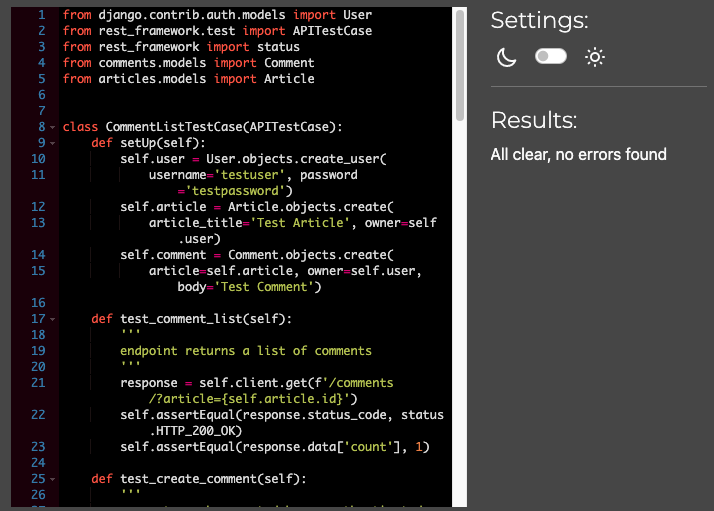 1 from django.contrib.auth.models import User
2 from rest_framework.test import APITestCase
3 from rest_framework import status
4 from comments.models import Comment
5 from articles.models import Article
6
7
8 class CommentListTestCase(APITestCase):
9 def setUp(self):
10 self.user = User.objects.create_user(
11 username='testuser', password
='testpassword')
12 self.article = Article.objects.create(
13 article_title='Test Article', owner=self
.user)
14 self.comment = Comment.objects.create(
15 article=self.article, owner=self.user,
body='Test Comment')
16
17 def test_comment_list(self):
18 '''
19 endpoint returns a list of comments
20 '''
21 response = self.client.get(f'/comments
/?article={self.article.id}')
22 self.assertEqual(response.status_code, status
.HTTP_200_OK)
23 self.assertEqual(response.data['count'], 1)
24
25 def test_create_comment(self):
26 '''
Settings:
Results:
All clear, no errors found